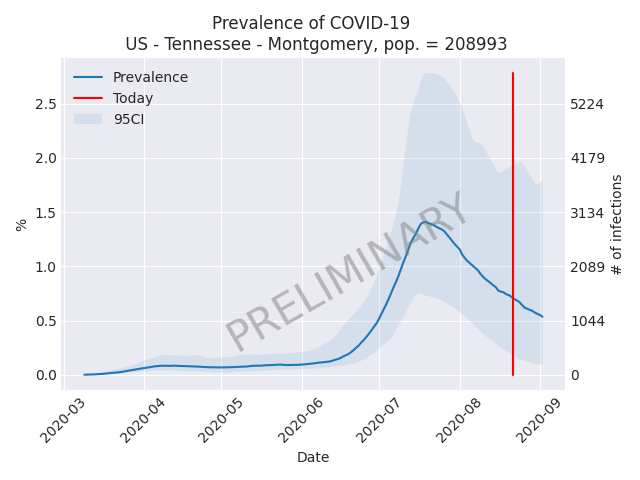 Prevalence of COVID-19
US - Tennessee - Montgomery, pop. = 208993
Prevalence
Today
95CI
2.5
2.0
1.5
1.0
0.5
0.0
%
5224
4179
3134
2089
1044
0
# of infections
PRELIMINARY
2020-03
2020-04
2020-05
2020-06
2020-07
2020-08
2020-09
Date